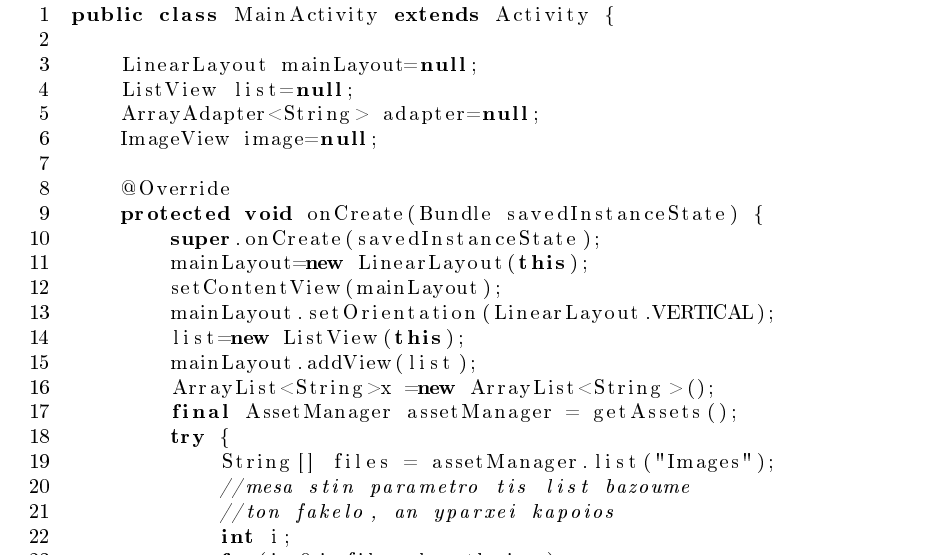 1 public class MainActivity extends Activity {
2
3 LinearLayout mainLayout=null;
4 ListView list=null;
5 ArrayAdapter<String> adapter=null;
6 ImageView image=null;
7
8 @Override
9 protected void onCreate(Bundle savedInstanceState) {
10 super.onCreate(savedInstanceState);
11 mainLayout=new LinearLayout(this);
12 setContentView(mainLayout);
13 mainLayout.setOrientation(LinearLayout.VERTICAL);
14 list=new ListView(this);
15 mainLayout.addView(list);
16 ArrayList<String>x =new ArrayList<String>();
17 final AssetManager assetManager = getAssets();
18 try {
19 String[] files = assetManager.list("Images");
20 //mesa stin parametro tis list bazoume
21 //ton fakelo, an yparxei kapoios
22 int i;